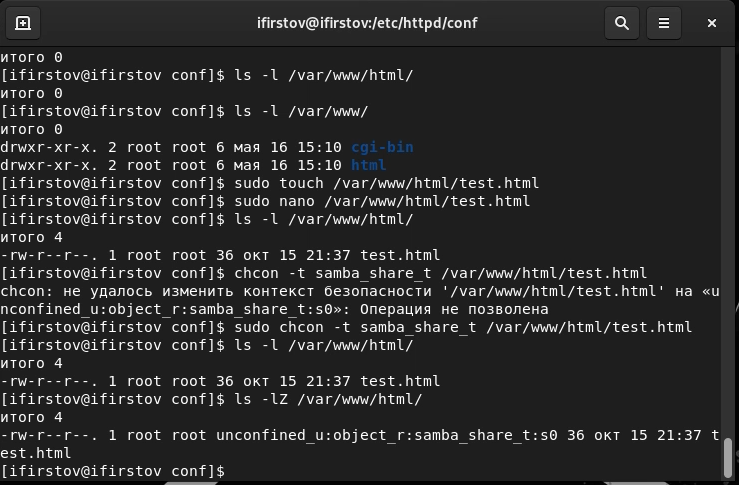 ifirstov@ifirstov:/etc/httpd/conf
итого 0
[ifirstov@ifirstov conf]$ ls -l /var/www/html/
итого 0
[ifirstov@ifirstov conf]$ ls -l /var/www/
итого 0
drwxr-xr-x. 2 root root 6 мая 16 15:10 cgi-bin
drwxr-xr-x. 2 root root 6 мая 16 15:10 html
[ifirstov@ifirstov conf]$ sudo touch /var/www/html/test.html
[ifirstov@ifirstov conf]$ sudo nano /var/www/html/test.html
[ifirstov@ifirstov conf]$ ls -l /var/www/html/
итого 4
-rw-r--r--. 1 root root 36 окт 15 21:37 test.html
[ifirstov@ifirstov conf]$ chcon -t samba_share_t /var/www/html/test.html
chcon: не удалось изменить контекст безопасности '/var/www/html/test.html' на «u
nconfined_u:object_r:samba_share_t:s0»: Операция не позволена
[ifirstov@ifirstov conf]$ sudo chcon -t samba_share_t /var/www/html/test.html
[ifirstov@ifirstov conf]$ ls -l /var/www/html/
итого 4
-rw-r--r--. 1 root root 36 окт 15 21:37 test.html
[ifirstov@ifirstov conf]$ ls -lZ /var/www/html/
итого 4
-rw-r--r--. 1 root root unconfined_u:object_r:samba_share_t:s0 36 окт 15 21:37 t
est.html
[ifirstov@ifirstov conf]$